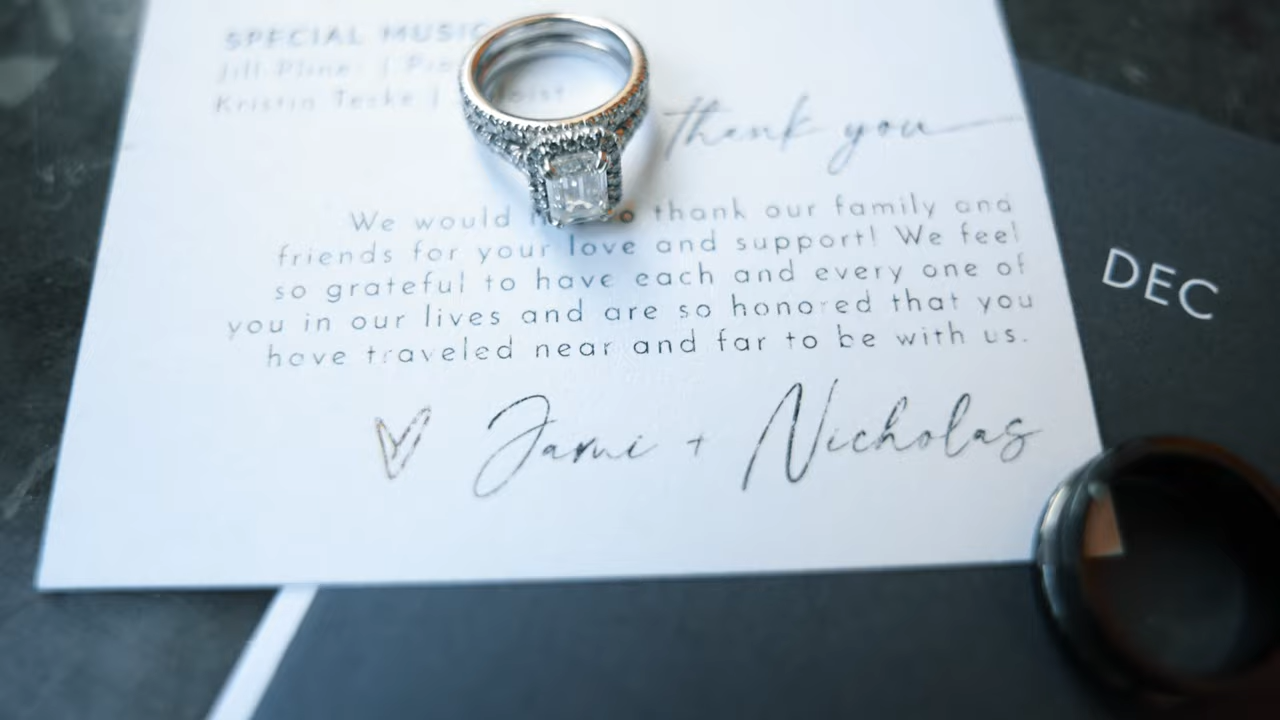 SPECIAL MUSIC
Jill
Kristin Teske |
thank you
We would to thank our family and
friends for your love and support! We feel
so grateful to have each and every one of
you in our lives and are so honored that you
have traveled near and far to be with us.
Jami + Nicholas
DEC